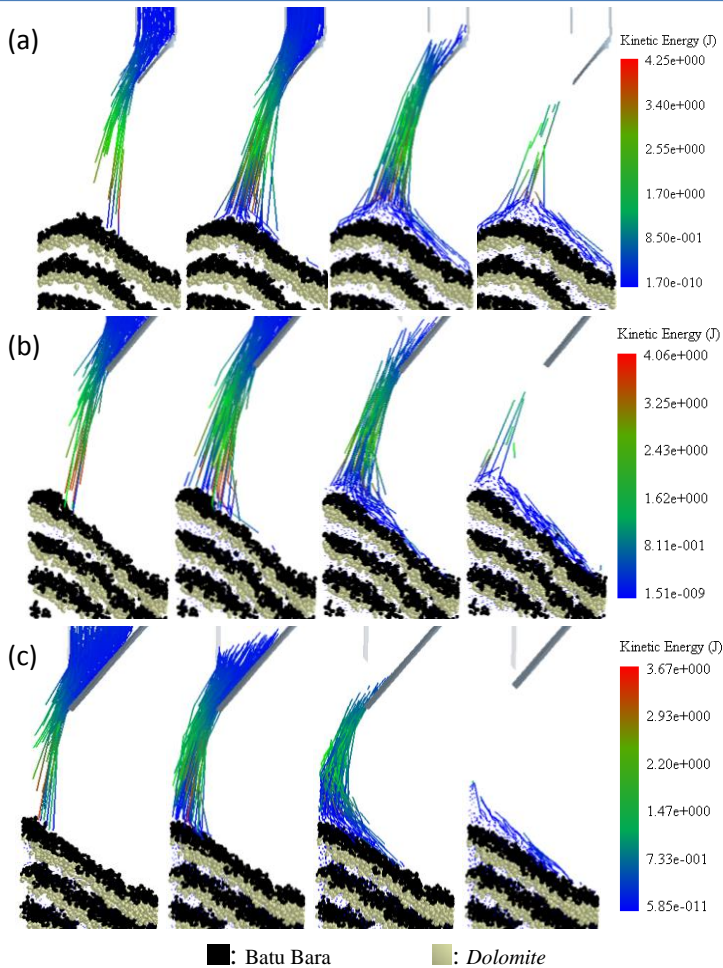 (a)
Kinetic Energy (J)
4.25e+000
3.40e+000
2.55e+000
1.70e+000
8.50e-001
1.70e-010
(b)
Kinetic Energy (J)
4.06e+000
3.25e+000
2.43e+000
1.62e+000
8.11e-001
1.51e-009
(c)
Kinetic Energy (J)
3.67e+000
2.93e+000
2.20e+000
1.47e+000
7.33e-001
5.85e-011
: Batu Bara : Dolomite